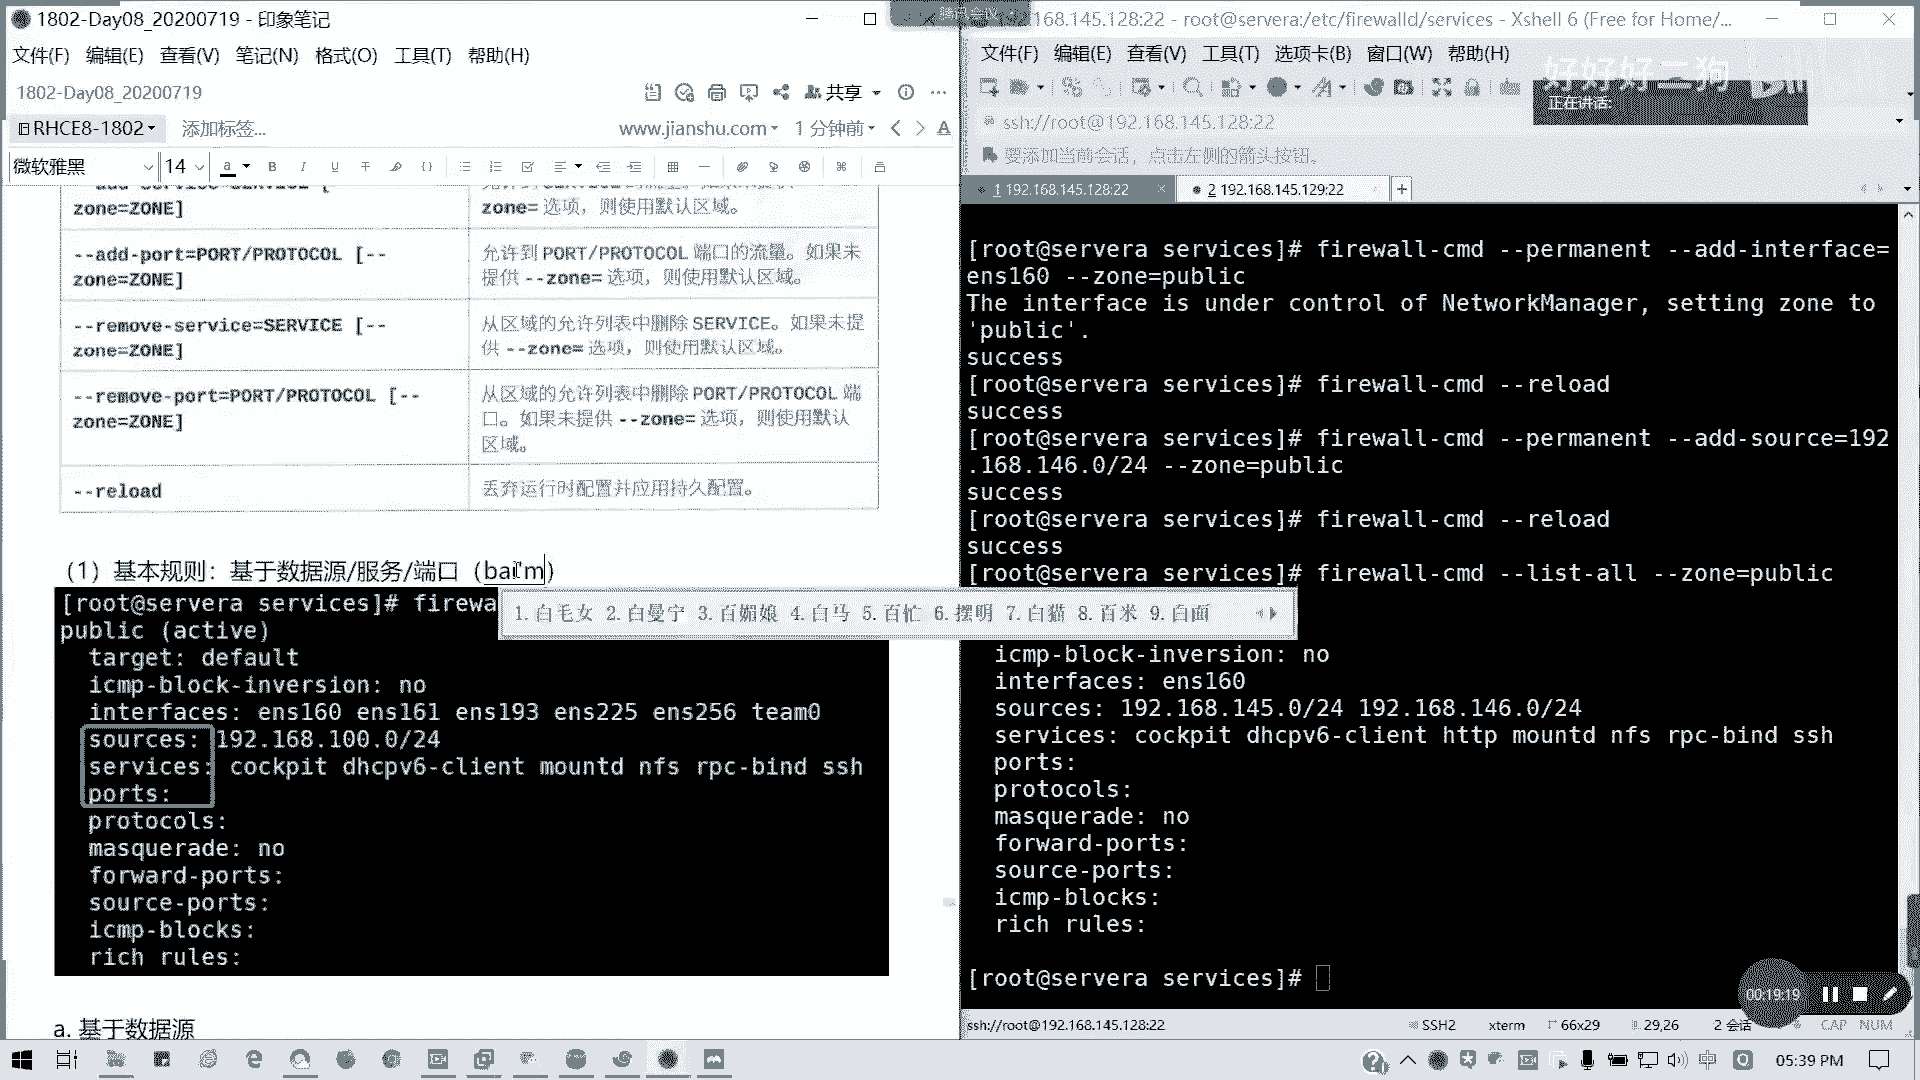 1802-Day08_20200719 - 印象笔记
文件(F) 编辑(E) 查看(V) 笔记(N) 格式(O) 工具(T) 帮助(H)
1802-Day08_20200719
共享
RHCE8-1802
添加标签...
www.jianshu.com
1 分钟前
微软雅黑
14
zone=ZONE]
zone= 选项，则使用默认区域。
--add-port=PORT/PROTOCOL [--
zone=ZONE]
允许到 PORT/PROTOCOL 端口的流量。如果未
提供 --zone= 选项，则使用默认区域。
--remove-service=SERVICE [--
zone=ZONE]
从区域的允许列表中删除 SERVICE。如果未提
供 --zone= 选项，则使用默认区域。
--remove-port=PORT/PROTOCOL [--
zone=ZONE]
从区域的允许列表中删除 PORT/PROTOCOL 端
口。如果未提供 --zone= 选项，则使用默认
区域。
--reload
丢弃运行时配置并应用持久配置。
（1）基本规则：基于数据源/服务/端口（bai'm）
1.白毛女 2.白曼宁 3.百媚娘 4.白马 5.百忙 6.摆明 7.白猫 8.百米 9.白面
[root@servera services]# firewa
public (active)
target: default
icmp-block-inversion: no
interfaces: ens160 ens161 ens193 ens225 ens256 team0
sources: 192.168.100.0/24
services: cockpit dhcpv6-client mountd nfs rpc-bind ssh
ports:
protocols:
masquerade: no
forward-ports:
source-ports:
icmp-blocks:
rich rules:
a. 基于数据源
腾讯会议
192.168.145.128:22 - root@servera:/etc/firewalld/services - Xshell 6 (Free for Home/...
文件(F) 编辑(E) 查看(V) 工具(T) 选项卡(B) 窗口(W) 帮助(H)
好好好二狗
正在讲话:
ssh://root@192.168.145.128:22
要添加当前会话，点击左侧的箭头按钮。
1 192.168.145.128:22
2 192.168.145.129:22
[root@servera services]# firewall-cmd --permanent --add-interface=
ens160 --zone=public
The interface is under control of NetworkManager, setting zone to
'public'.
success
[root@servera services]# firewall-cmd --reload
success
[root@servera services]# firewall-cmd --permanent --add-source=192
.168.146.0/24 --zone=public
success
[root@servera services]# firewall-cmd --reload
success
[root@servera services]# firewall-cmd --list-all --zone=public
icmp-block-inversion: no
interfaces: ens160
sources: 192.168.145.0/24 192.168.146.0/24
services: cockpit dhcpv6-client http mountd nfs rpc-bind ssh
ports:
protocols:
masquerade: no
forward-ports:
source-ports:
icmp-blocks:
rich rules:
[root@servera services]#
00:19:19
ssh://root@192.168.145.128:22
SSH2
xterm
66x29
29,26
2 会话
CAP NUM
中
05:39 PM